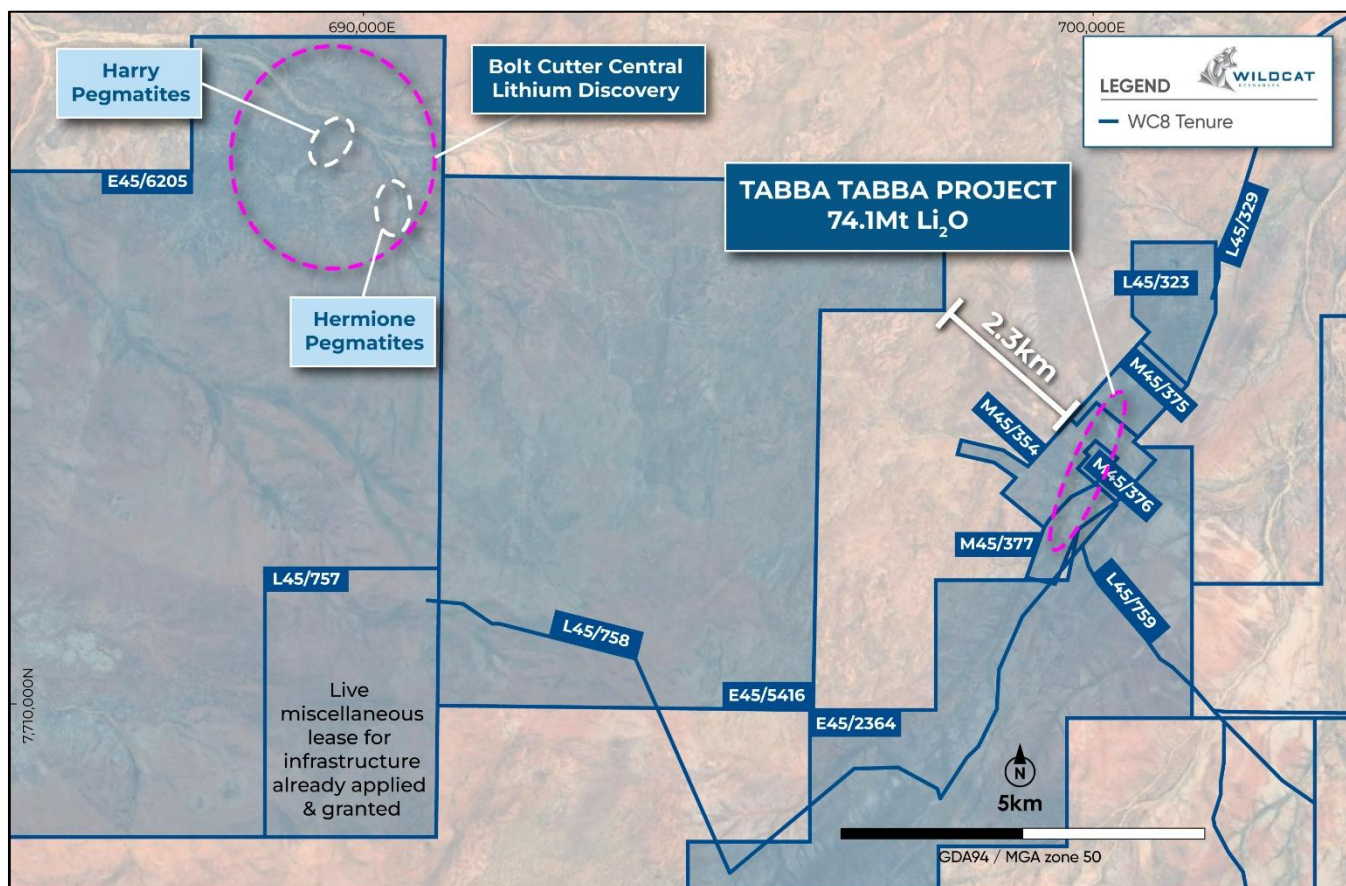 690,000E
700,000E
Harry
Pegmatites
Bolt Cutter Central
Lithium Discovery
LEGEND
WILDCAT
RESOURCES
WC8 Tenure
E45/6205
TABBA TABBA PROJECT
74.1Mt Li₂O
L45/329
L45/323
Hermione
Pegmatites
2.3km
M45/375
M45/354
M45/376
M45/377
L45/757
L45/758
L45/759
Live
miscellaneous
lease for
infrastructure
already applied
& granted
7,710,000N
E45/5416
E45/2364
N
5km
GDA94 / MGA zone 50